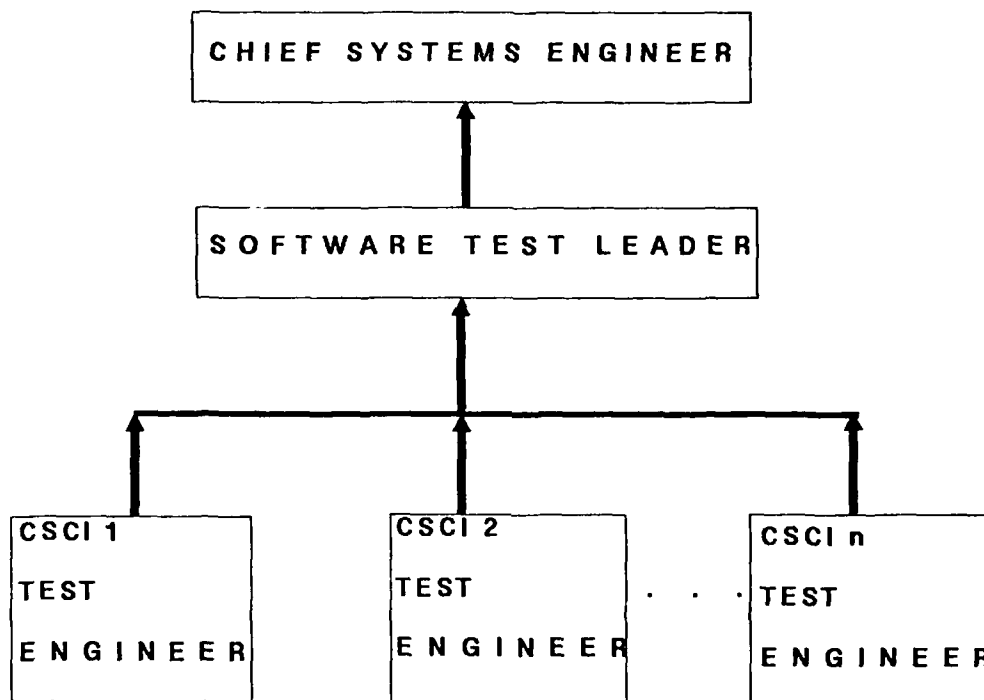 CHIEF SYSTEMS ENGINEER
SOFTWARE TEST LEADER
CSCI 1
TEST
ENGINEER
CSCI 2
TEST
ENGINEER
. . .
CSCI n
TEST
ENGINEER